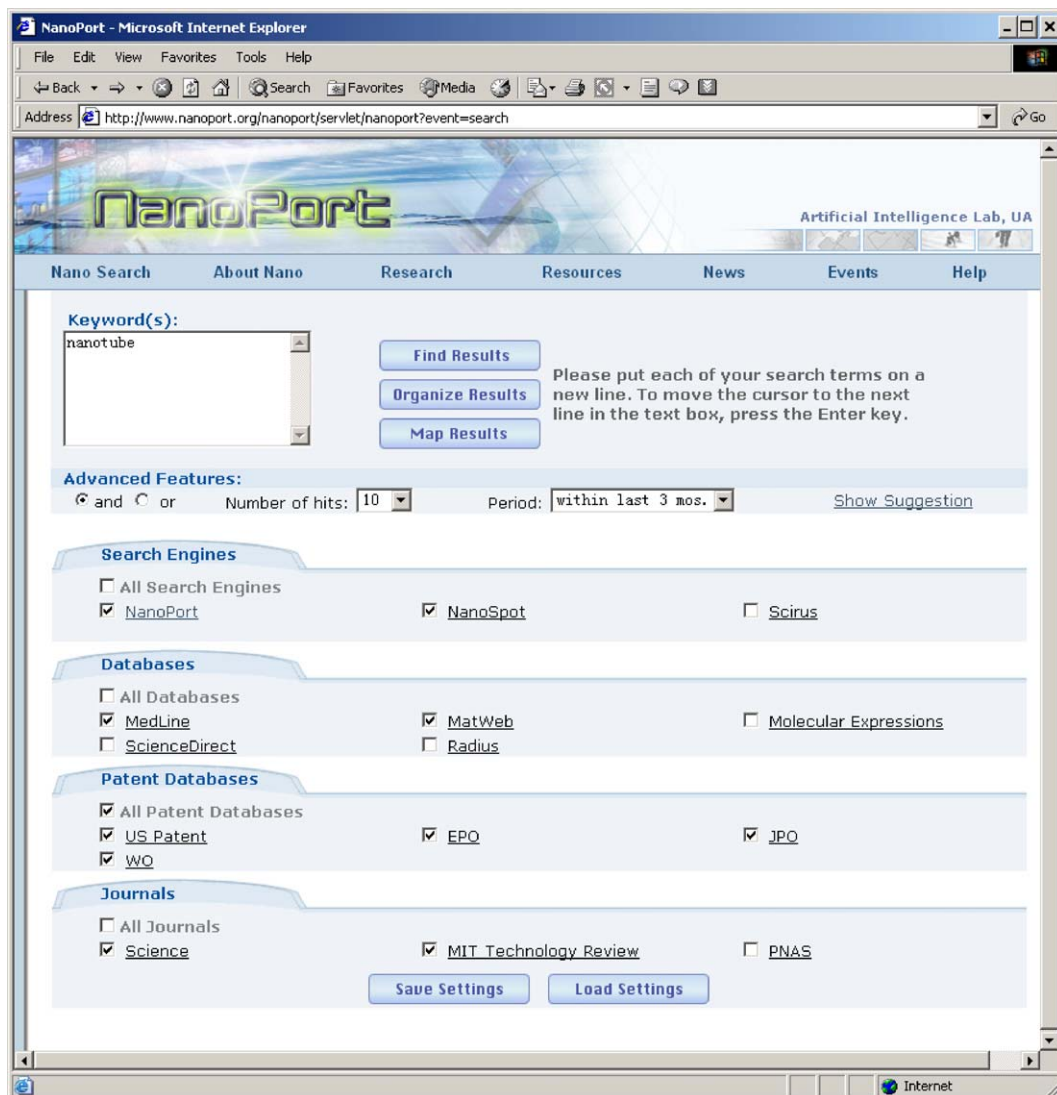 NanoPort - Microsoft Internet Explorer
File Edit View Favorites Tools Help
Back Search Favorites Media
Address http://www.nanoport.org/nanoport/servlet/nanoport?event=search Go
NanoPort
Artificial Intelligence Lab, UA
Nano Search About Nano Research Resources News Events Help
Keyword(s):
nanotube
Find Results
Organize Results
Map Results
Please put each of your search terms on a
new line. To move the cursor to the next
line in the text box, press the Enter key.
Advanced Features:
and or Number of hits: 10 Period: within last 3 mos. Show Suggestion
Search Engines
All Search Engines
NanoPort NanoSpot Scirus
Databases
All Databases
MedLine MatWeb Molecular Expressions
ScienceDirect Radius
Patent Databases
All Patent Databases
US Patent EPO JPO
WO
Journals
All Journals
Science MIT Technology Review PNAS
Save Settings Load Settings
Internet